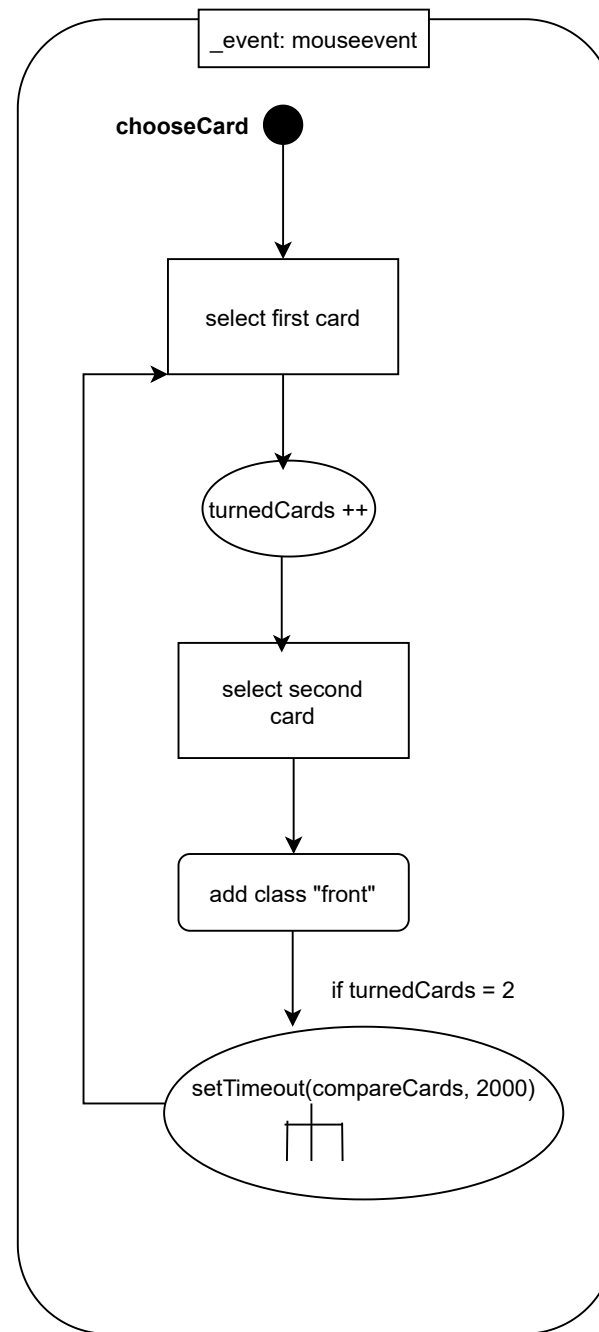 _event: mouseevent
chooseCard
select first card
turnedCards ++
select second
card
add class "front"
if turnedCards = 2
setTimeout(compareCards, 2000)